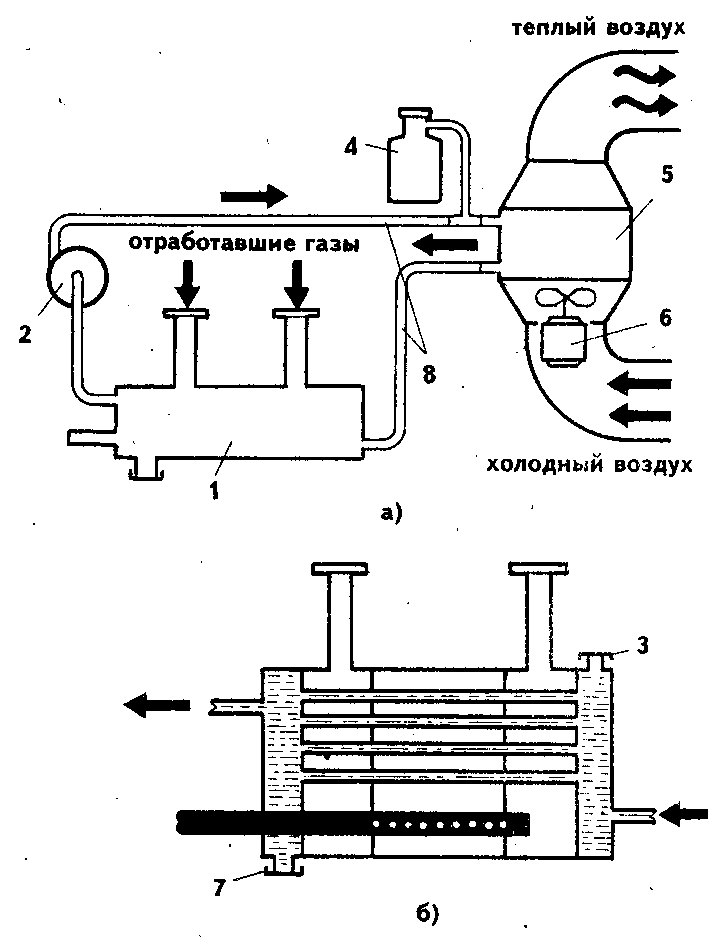 теплый воздух
4
5
отработавшие газы
2
6
8
1
холодный воздух
а)
3
7
б)